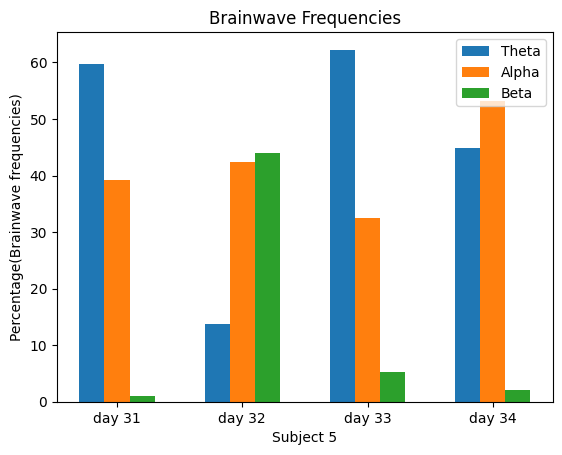 Brainwave Frequencies
Theta
Alpha
Beta
Percentage(Brainwave frequencies)
60
50
40
30
20
10
0
day 31 day 32 day 33 day 34
Subject 5